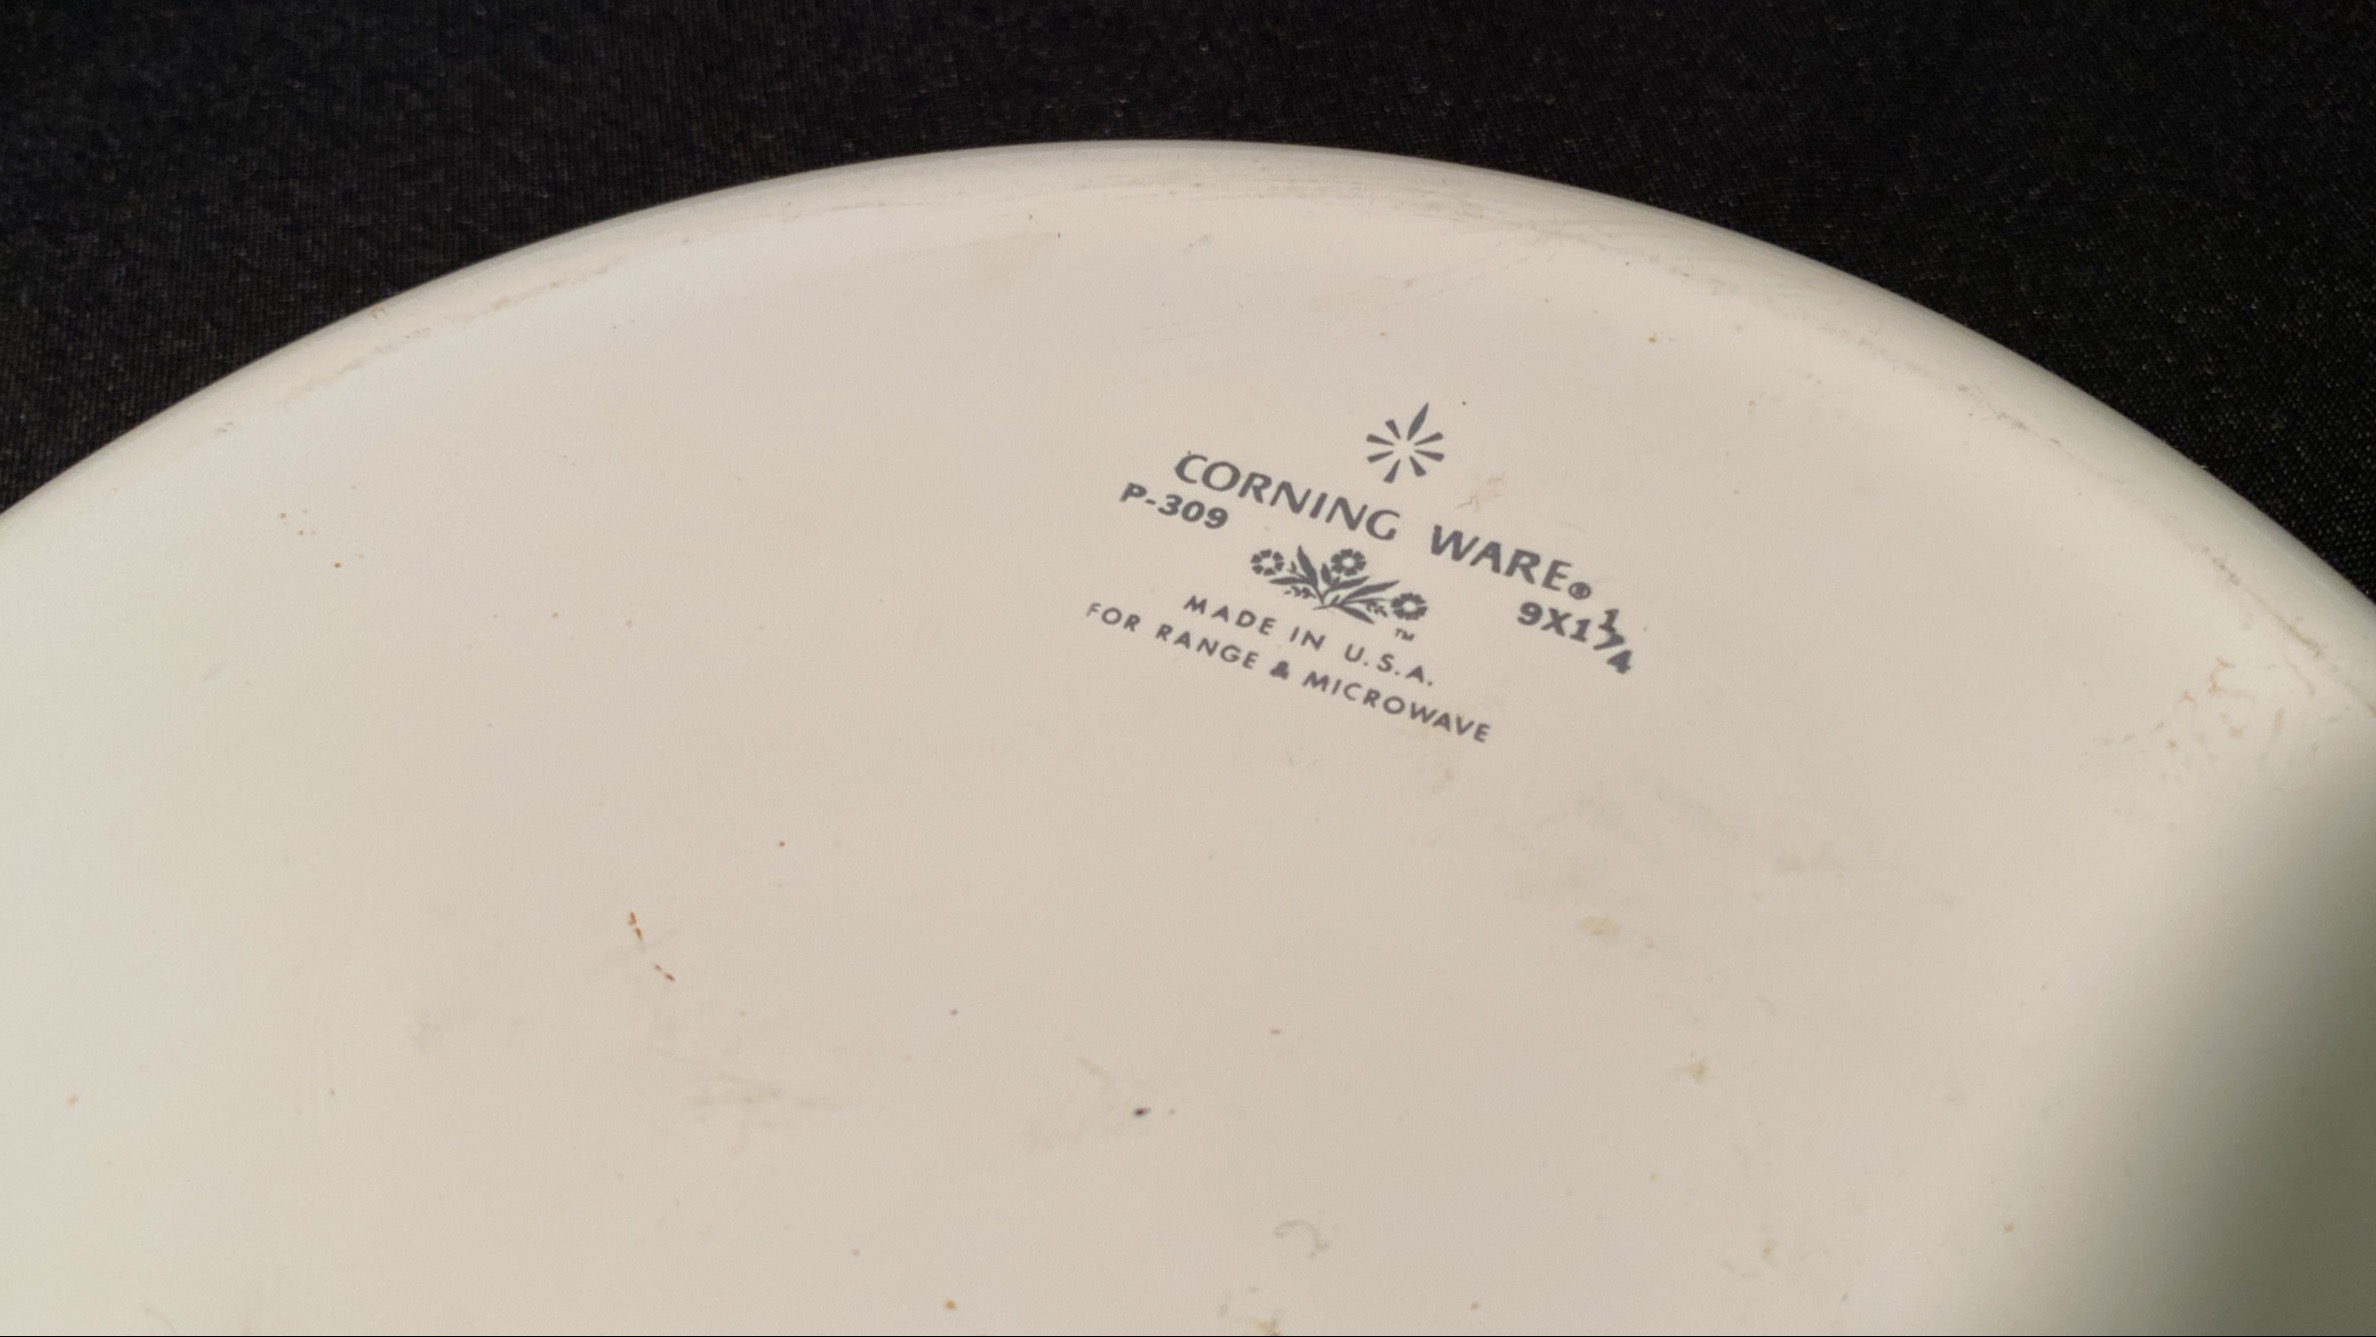 CORNING WARE®
P-309 9X1 1/4
TM
MADE IN U.S.A.
FOR RANGE & MICROWAVE